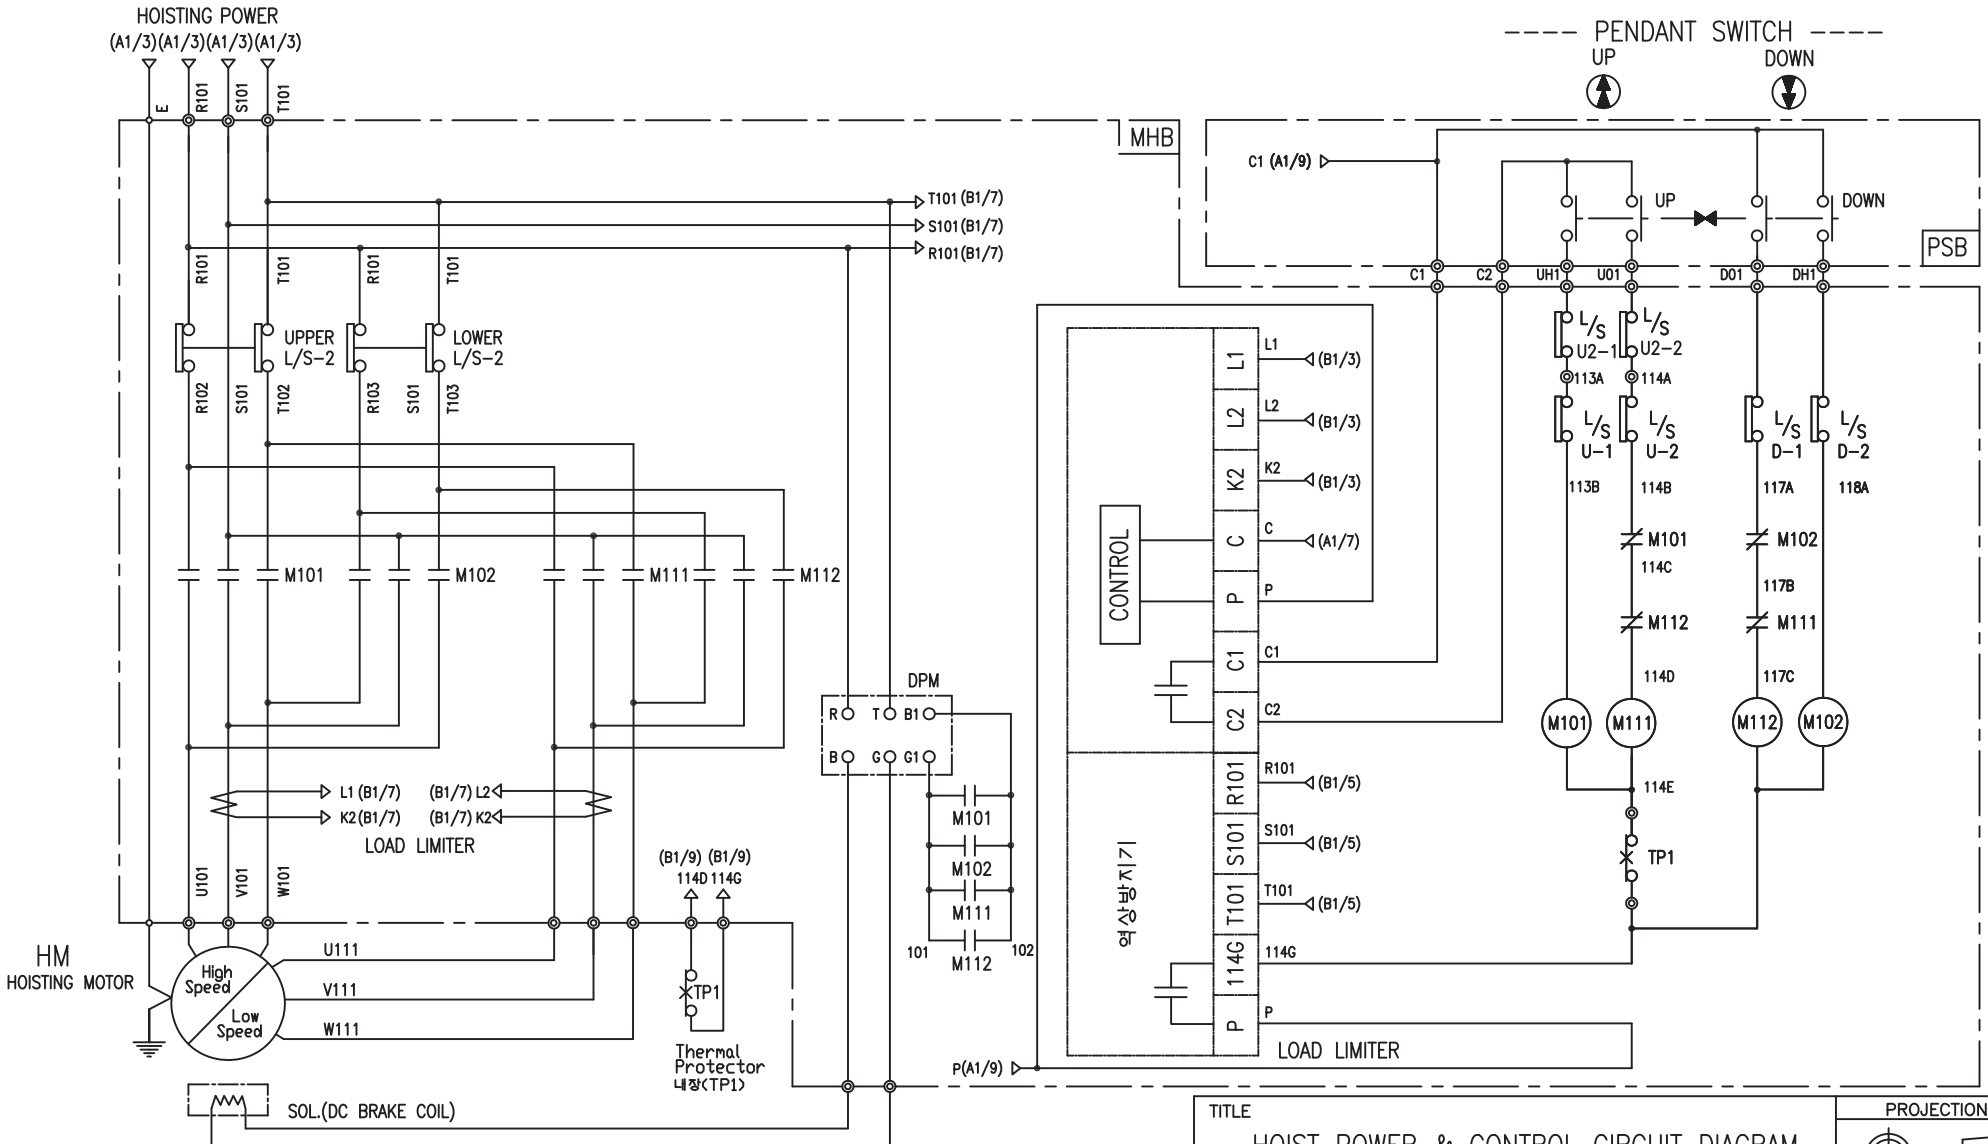 HOISTING POWER
(A1/3)(A1/3)(A1/3)(A1/3)
E
R101
S101
T101
MHB
T101 (B1/7)
S101 (B1/7)
R101 (B1/7)
R101
T101
R101
T101
UPPER
L/S-2
LOWER
L/S-2
R102
S101
T102
R103
S101
T103
M101
M102
M111
M112
L1 (B1/7)
(B1/7) L2
K2 (B1/7)
(B1/7) K2
LOAD LIMITER
U101
V101
W101
HM
HOISTING MOTOR
High
Speed
Low
Speed
U111
V111
W111
(B1/9) (B1/9)
114D 114G
TP1
Thermal
Protector
내장(TP1)
SOL.(DC BRAKE COIL)
DPM
R
T
B1
B
G
G1
M101
M102
M111
M112
101
102
P(A1/9)
---- PENDANT SWITCH ----
UP
DOWN
C1 (A1/9)
UP
DOWN
PSB
C1
C2
UH1
U01
D01
DH1
L/S
U2-1
L/S
U2-2
113A
114A
L/S
U-1
L/S
U-2
L/S
D-1
L/S
D-2
113B
114B
117A
118A
M101
M102
114C
117B
M112
M111
114D
117C
M101
M111
M112
M102
114E
TP1
CONTROL
L1
L1
(B1/3)
L2
L2
(B1/3)
K2
K2
(B1/3)
C
C
(A1/7)
P
P
C1
C1
C2
C2
역상방지기
R101
R101
(B1/5)
S101
S101
(B1/5)
T101
T101
(B1/5)
114G
114G
P
P
LOAD LIMITER
TITLE
HOIST POWER & CONTROL CIRCUIT DIAGRAM
PROJECTION